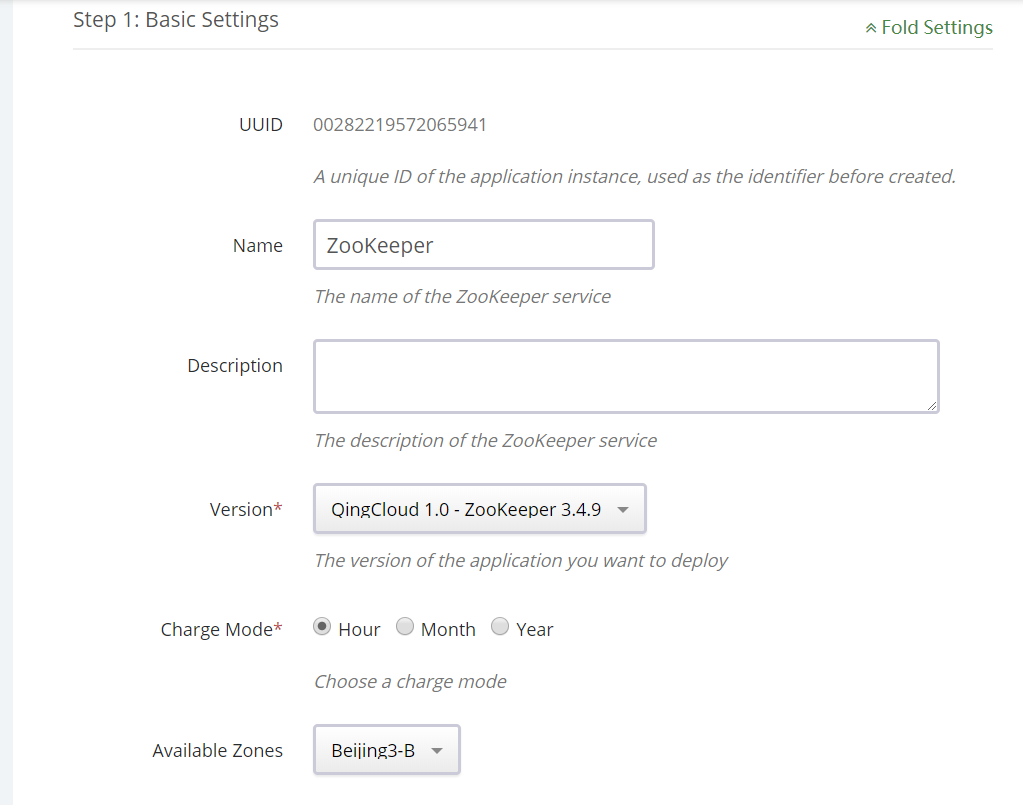 Step 1: Basic Settings
Fold Settings
UUID 00282219572065941
A unique ID of the application instance, used as the identifier before created.
Name ZooKeeper
The name of the ZooKeeper service
Description
The description of the ZooKeeper service
Version* QingCloud 1.0 - ZooKeeper 3.4.9
The version of the application you want to deploy
Charge Mode* Hour Month Year
Choose a charge mode
Available Zones Beijing3-B